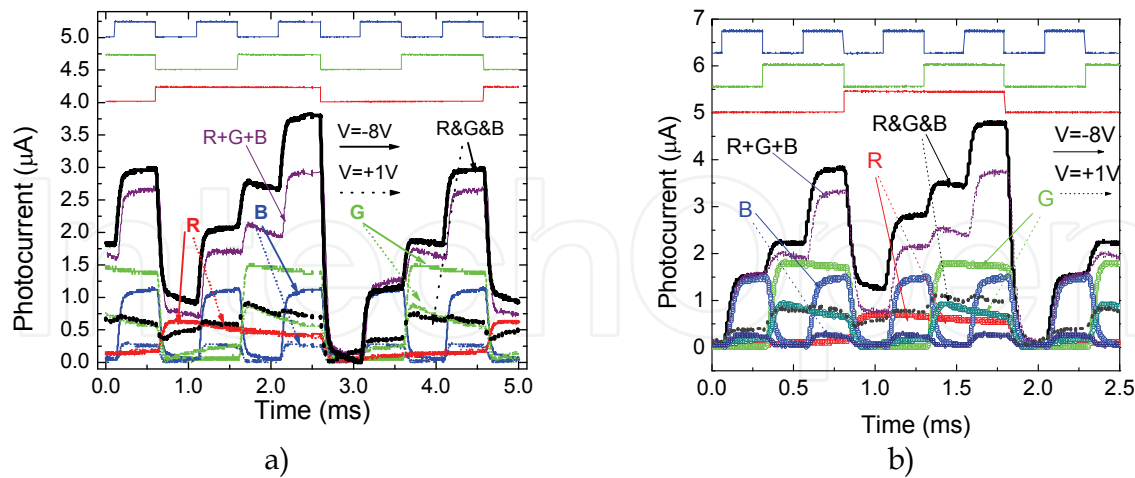 5.0
4.5
4.0
3.5
3.0
2.5
2.0
1.5
1.0
0.5
0.0
Photocurrent (μA)
R+G+B
V=-8V
R&G&B
V=+1V
R
B
G
0.0 1.0 2.0 3.0 4.0 5.0
Time (ms)
a)
7
6
5
4
3
2
1
0
Photocurrent (μA)
R+G+B
R&G&B
V=-8V
V=+1V
B
R
G
0.0 0.5 1.0 1.5 2.0 2.5
Time (ms)
b)